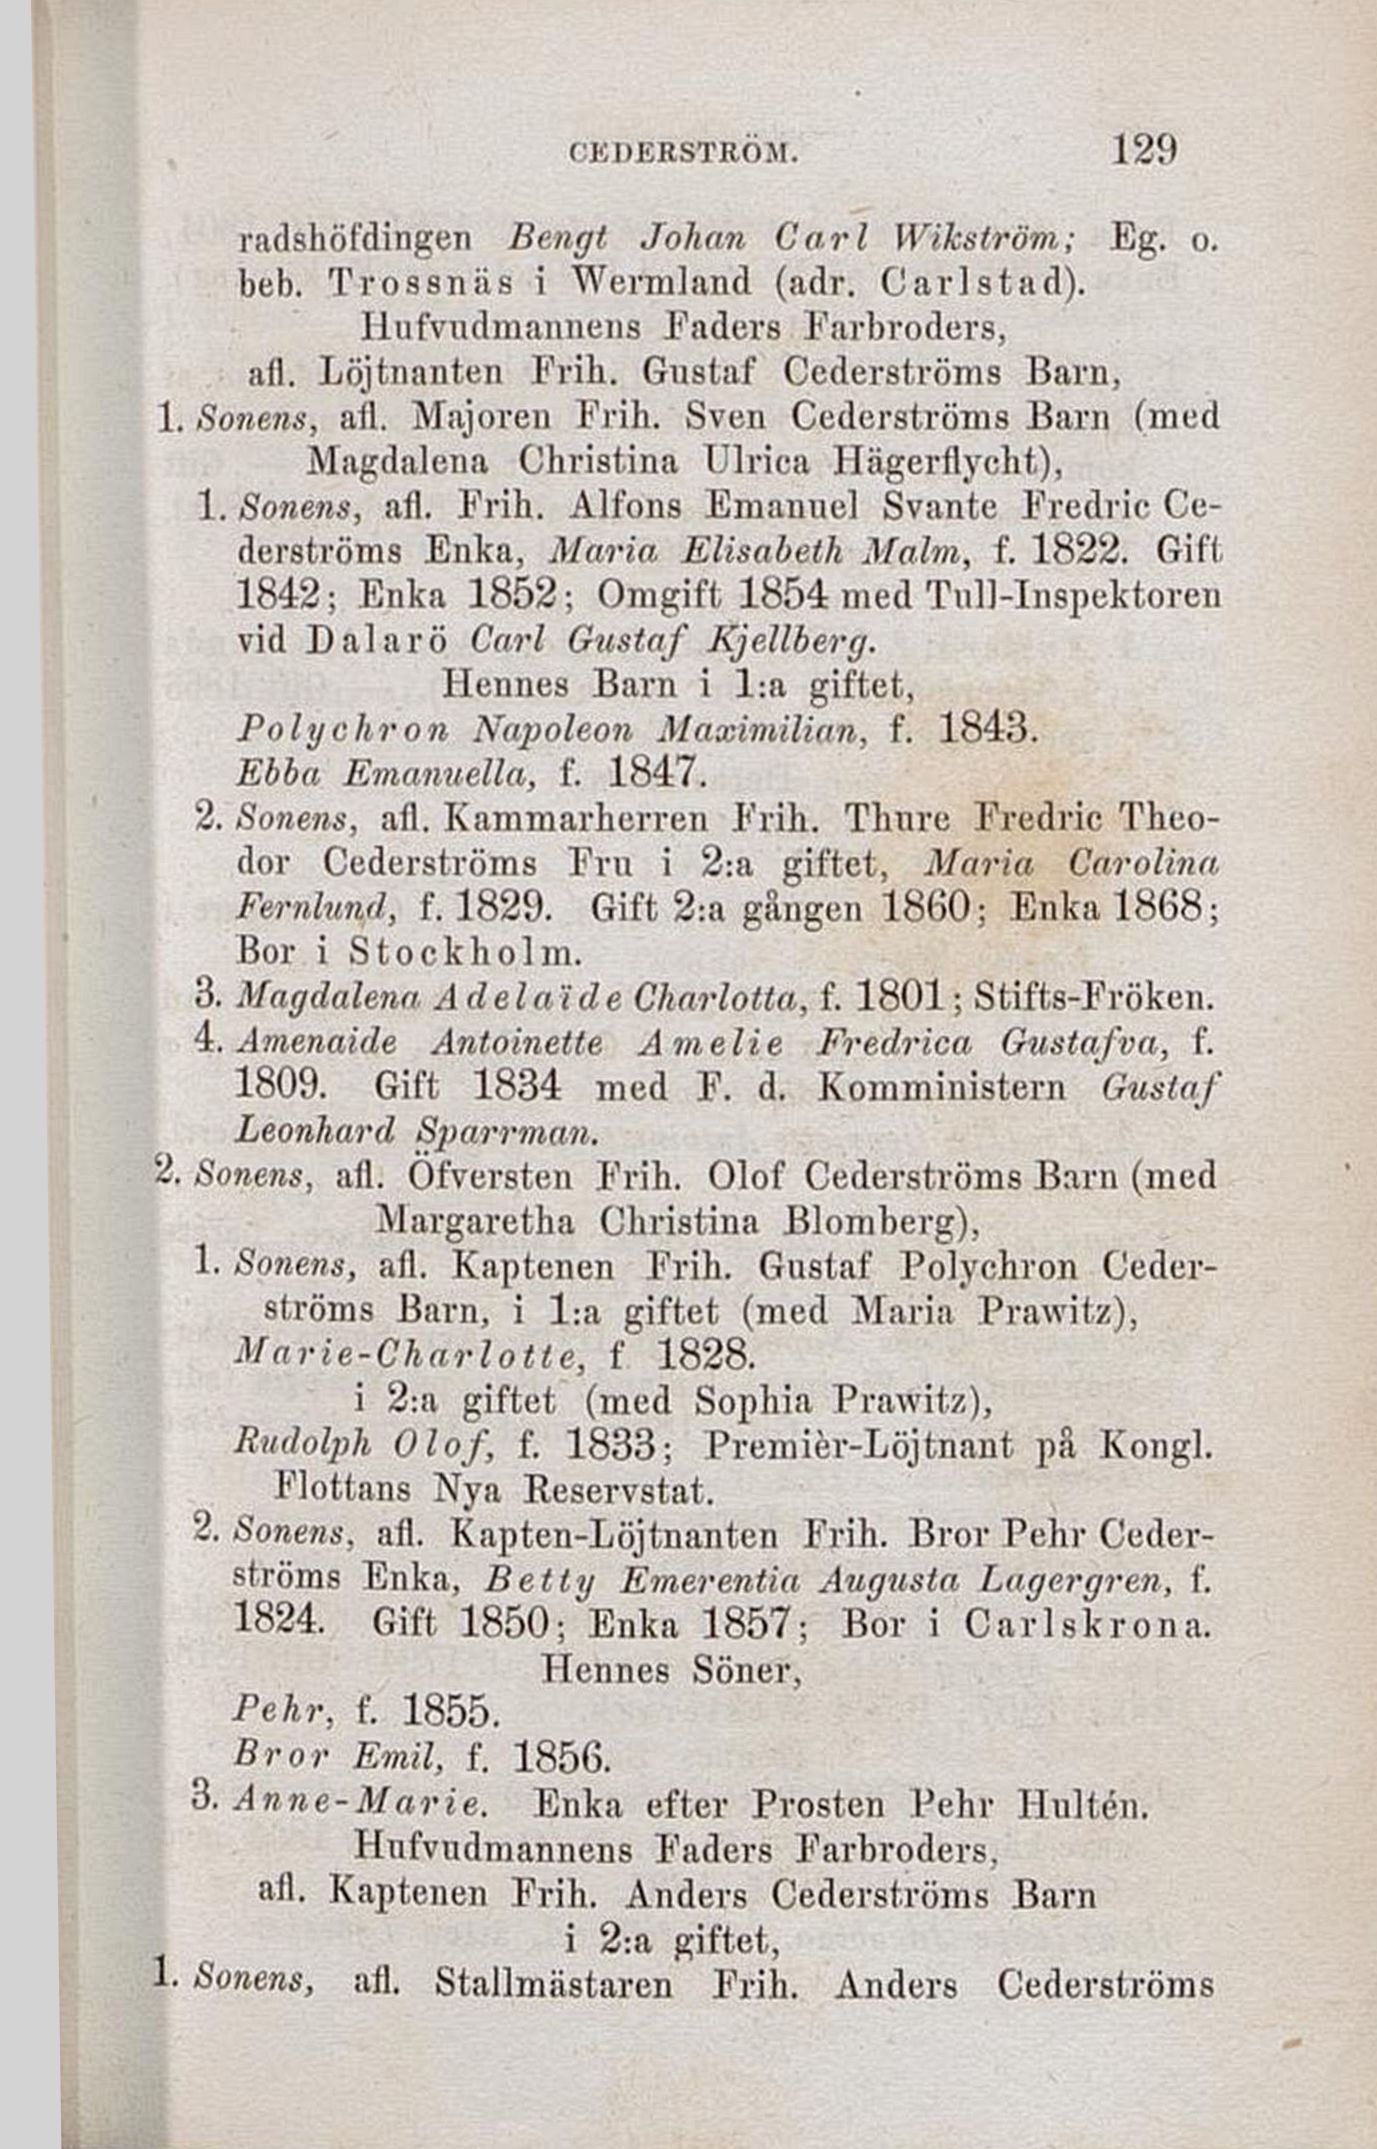 CEDERSTRÖM. 129
radshöfdingen Bengt Johan Carl Wikström; Eg. o.
beb. Trossnäs i Wermland (adr. Carlstad).
Hufvudmannens Faders Farbroders,
afl. Löjtnanten Frih. Gustaf Cederströms Barn,
1. Sonens, afl. Majoren Frih. Sven Cederströms Barn (med
Magdalena Christina Ulrica Hägerflycht),
1. Sonens, afl. Frih. Alfons Emanuel Svante Fredric Ce-
derströms Enka, Maria Elisabeth Malm, f. 1822. Gift
1842; Enka 1852; Omgift 1854 med Tull-Inspektoren
vid Dalarö Carl Gustaf Kjellberg.
Hennes Barn i 1:a giftet,
Polychron Napoleon Maximilian, f. 1843.
Ebba Emanuella, f. 1847.
2. Sonens, afl. Kammarherren Frih. Thure Fredric Theo-
dor Cederströms Fru i 2:a giftet, Maria Carolina
Fernlund, f. 1829. Gift 2:a gången 1860; Enka 1868;
Bor i Stockholm.
3. Magdalena Adelaïde Charlotta, f. 1801; Stifts-Fröken.
4. Amenaide Antoinette Amelie Fredrica Gustafva, f.
1809. Gift 1834 med F. d. Komministern Gustaf
Leonhard Sparrman.
2. Sonens, afl. Öfversten Frih. Olof Cederströms Barn (med
Margaretha Christina Blomberg),
1. Sonens, afl. Kaptenen Frih. Gustaf Polychron Ceder-
ströms Barn, i 1:a giftet (med Maria Prawitz),
Marie-Charlotte, f 1828.
i 2:a giftet (med Sophia Prawitz),
Rudolph Olof, f. 1833; Premièr-Löjtnant på Kongl.
Flottans Nya Reservstat.
2. Sonens, afl. Kapten-Löjtnanten Frih. Bror Pehr Ceder-
ströms Enka, Betty Emerentia Augusta Lagergren, f.
1824. Gift 1850; Enka 1857; Bor i Carlskrona.
Hennes Söner,
Pehr, f. 1855.
Bror Emil, f. 1856.
3. Anne-Marie. Enka efter Prosten Pehr Hultén.
Hufvudmannens Faders Farbroders,
afl. Kaptenen Frih. Anders Cederströms Barn
i 2:a giftet,
1. Sonens, afl. Stallmästaren Frih. Anders Cederströms